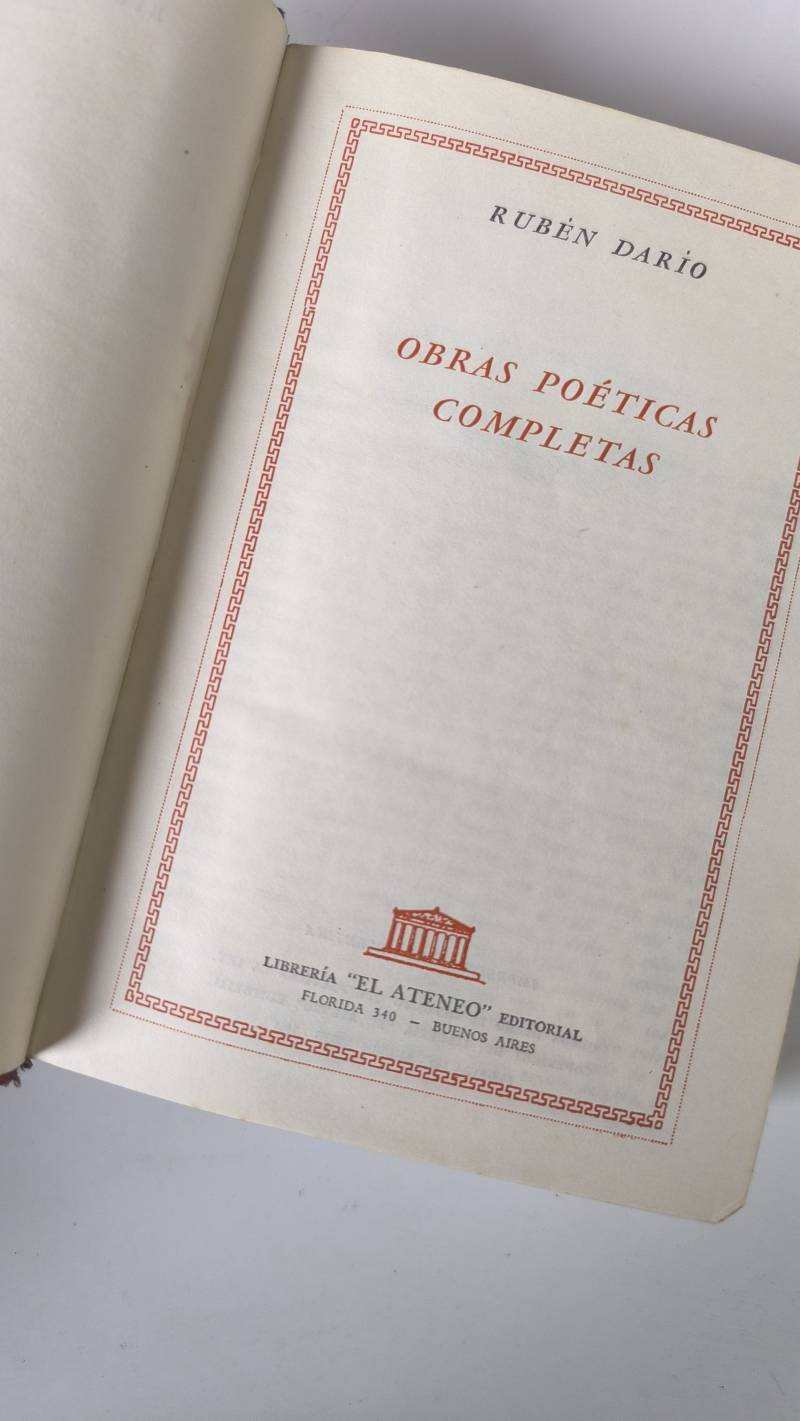 RUBÉN DARÍO
OBRAS POÉTICAS
COMPLETAS
LIBRERÍA "EL ATENEO" EDITORIAL
FLORIDA 340 — BUENOS AIRES